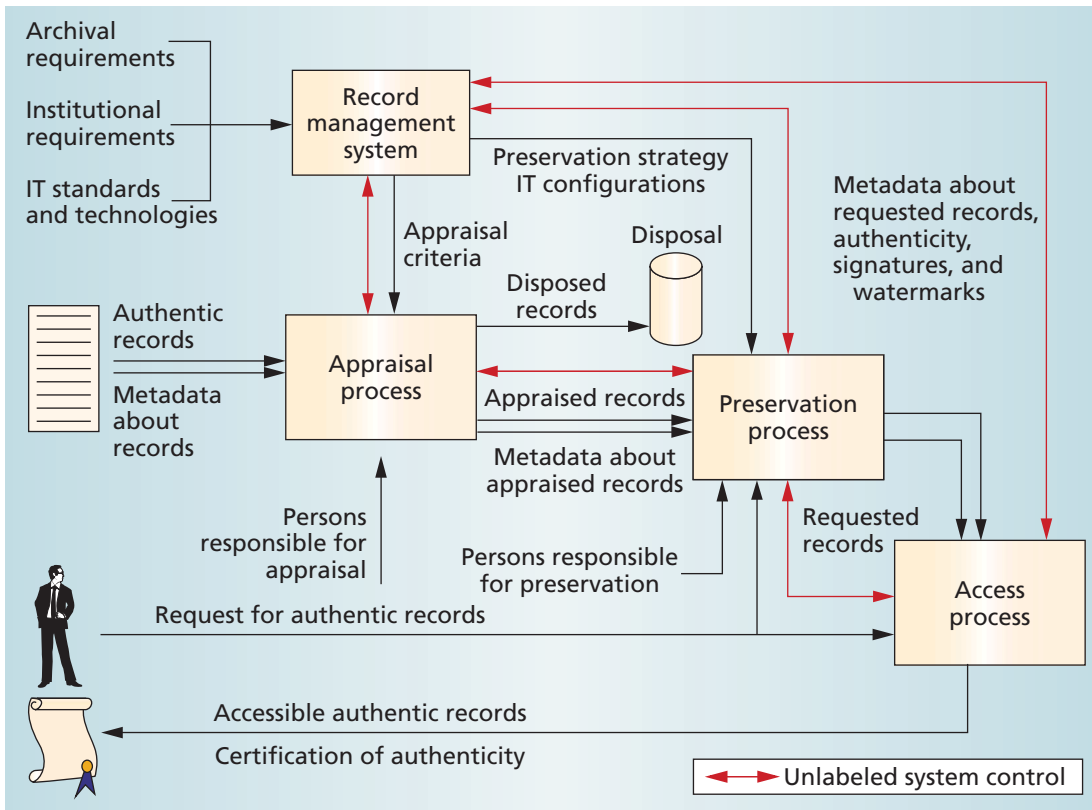 Archival
requirements
Institutional
requirements
IT standards
and technologies
Record
management
system
Preservation strategy
IT configurations
Metadata about
requested records,
authenticity,
signatures, and
watermarks
Appraisal
criteria
Disposal
Disposed
records
Authentic
records
Metadata
about
records
Appraisal
process
Appraised records
Metadata about
appraised records
Preservation
process
Persons
responsible for
appraisal
Persons responsible
for preservation
Requested
records
Access
process
Request for authentic records
Accessible authentic records
Certification of authenticity
Unlabeled system control